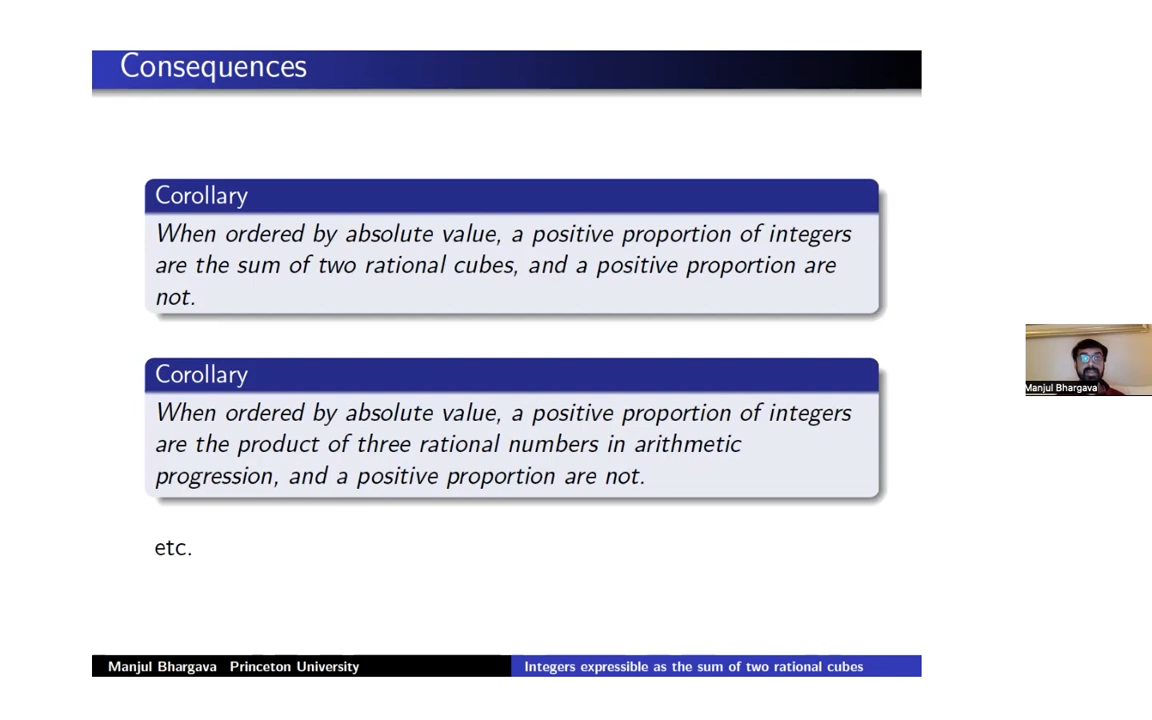 Consequences
Corollary
When ordered by absolute value, a positive proportion of integers
are the sum of two rational cubes, and a positive proportion are
not.
Corollary
When ordered by absolute value, a positive proportion of integers
are the product of three rational numbers in arithmetic
progression, and a positive proportion are not.
etc.
Manjul Bhargava
Manjul Bhargava Princeton University
Integers expressible as the sum of two rational cubes